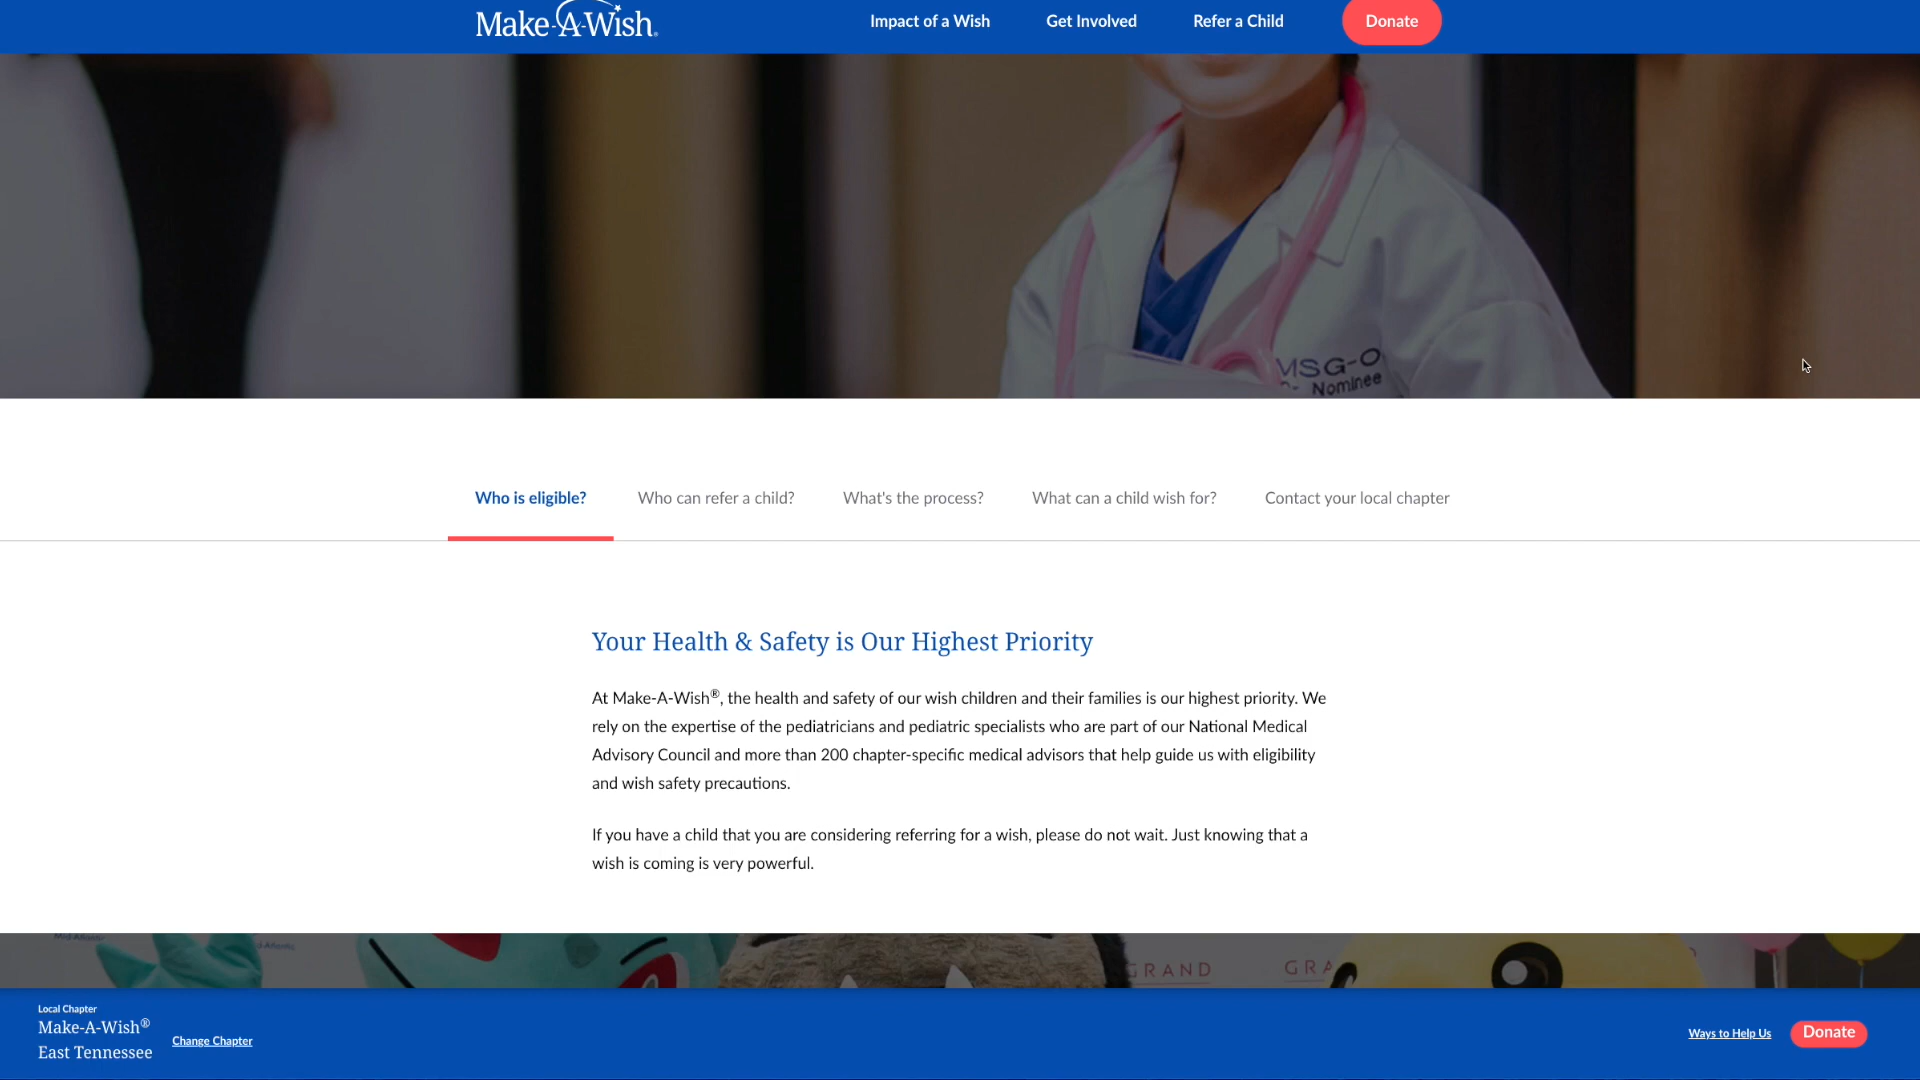 Make-A-Wish®
Impact of a Wish
Get Involved
Refer a Child
Donate
MSG-O
Nominee
Who is eligible?
Who can refer a child?
What's the process?
What can a child wish for?
Contact your local chapter
Your Health & Safety is Our Highest Priority
At Make-A-Wish®, the health and safety of our wish children and their families is our highest priority. We
rely on the expertise of the pediatricians and pediatric specialists who are part of our National Medical
Advisory Council and more than 200 chapter-specific medical advisors that help guide us with eligibility
and wish safety precautions.
If you have a child that you are considering referring for a wish, please do not wait. Just knowing that a
wish is coming is very powerful.
GRAND
GRA
Local Chapter
Make-A-Wish®
East Tennessee
Change Chapter
Ways to Help Us
Donate